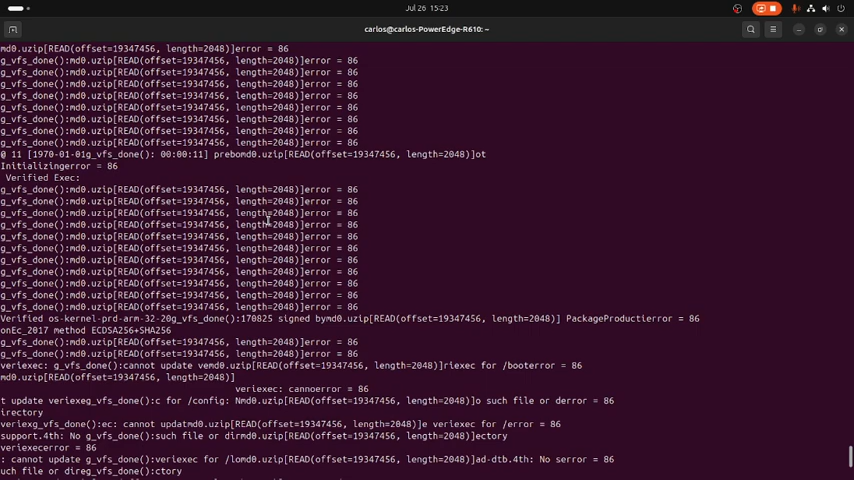 Jul 26  15:23
carlos@carlos-PowerEdge-R610: ~
md0.uzip[READ(offset=19347456, length=2048)]error = 86
g_vfs_done():md0.uzip[READ(offset=19347456, length=2048)]error = 86
g_vfs_done():md0.uzip[READ(offset=19347456, length=2048)]error = 86
g_vfs_done():md0.uzip[READ(offset=19347456, length=2048)]error = 86
g_vfs_done():md0.uzip[READ(offset=19347456, length=2048)]error = 86
g_vfs_done():md0.uzip[READ(offset=19347456, length=2048)]error = 86
g_vfs_done():md0.uzip[READ(offset=19347456, length=2048)]error = 86
g_vfs_done():md0.uzip[READ(offset=19347456, length=2048)]error = 86
g_vfs_done():md0.uzip[READ(offset=19347456, length=2048)]error = 86
@ 11 [1970-01-01g_vfs_done(): 00:00:11] prebomd0.uzip[READ(offset=19347456, length=2048)]ot
Initializingerror = 86
Verified Exec:
g_vfs_done():md0.uzip[READ(offset=19347456, length=2048)]error = 86
g_vfs_done():md0.uzip[READ(offset=19347456, length=2048)]error = 86
g_vfs_done():md0.uzip[READ(offset=19347456, length=2048)]error = 86
g_vfs_done():md0.uzip[READ(offset=19347456, length=2048)]error = 86
g_vfs_done():md0.uzip[READ(offset=19347456, length=2048)]error = 86
g_vfs_done():md0.uzip[READ(offset=19347456, length=2048)]error = 86
g_vfs_done():md0.uzip[READ(offset=19347456, length=2048)]error = 86
g_vfs_done():md0.uzip[READ(offset=19347456, length=2048)]error = 86
g_vfs_done():md0.uzip[READ(offset=19347456, length=2048)]error = 86
g_vfs_done():md0.uzip[READ(offset=19347456, length=2048)]error = 86
g_vfs_done():md0.uzip[READ(offset=19347456, length=2048)]error = 86
Verified os-kernel-prd-arm-32-20g_vfs_done():170825 signed bymd0.uzip[READ(offset=19347456, length=2048)] PackageProductierror = 86
onEc_2017 method ECDSA256+SHA256
g_vfs_done():md0.uzip[READ(offset=19347456, length=2048)]error = 86
g_vfs_done():md0.uzip[READ(offset=19347456, length=2048)]error = 86
veriexec: g_vfs_done():cannot update vemd0.uzip[READ(offset=19347456, length=2048)]riexec for /booterror = 86
md0.uzip[READ(offset=19347456, length=2048)]
veriexec: cannoerror = 86
t update veriexeg_vfs_done():c for /config: Nmd0.uzip[READ(offset=19347456, length=2048)]o such file or derror = 86
irectory
veriexg_vfs_done():ec: cannot updatmd0.uzip[READ(offset=19347456, length=2048)]e veriexec for /error = 86
support.4th: No g_vfs_done():such file or dirmd0.uzip[READ(offset=19347456, length=2048)]ectory
veriexecerror = 86
: cannot update g_vfs_done():veriexec for /lomd0.uzip[READ(offset=19347456, length=2048)]ad-dtb.4th: No serror = 86
uch file or direg_vfs_done():ctory